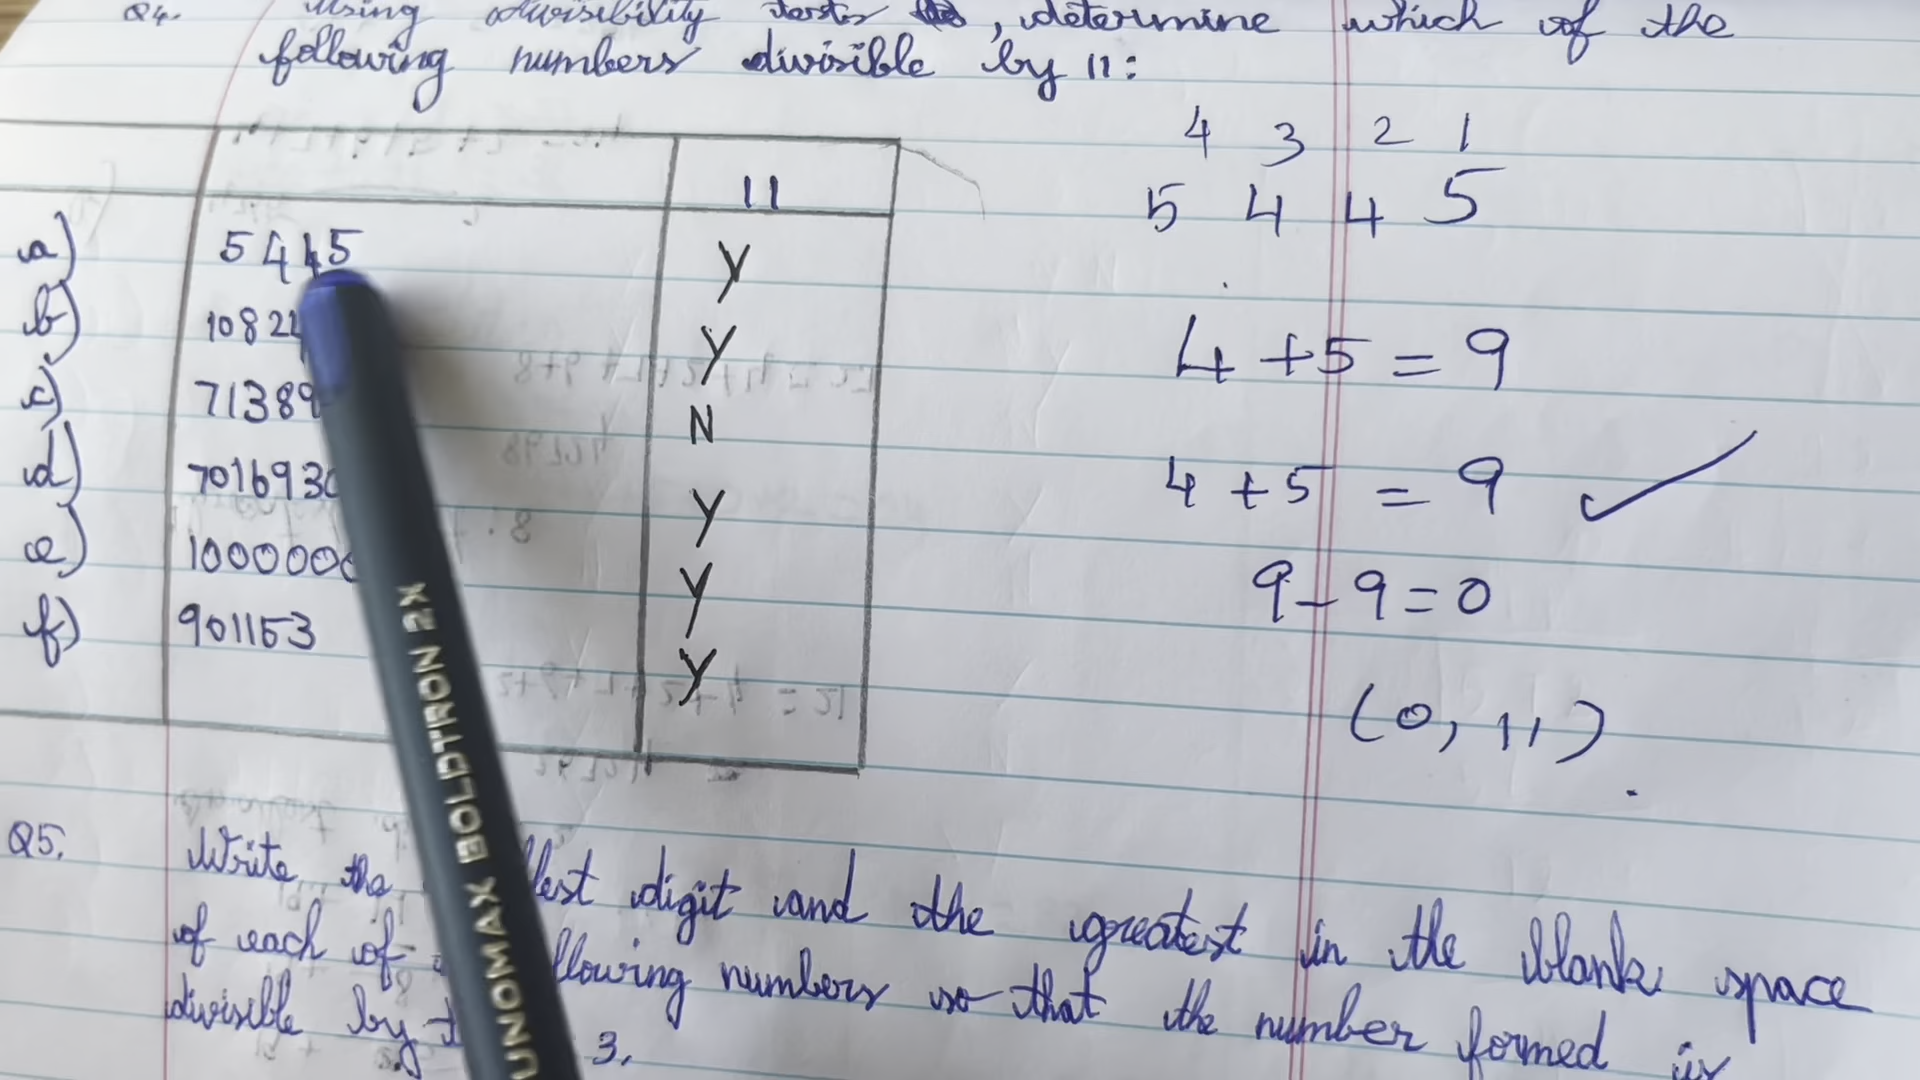 Q4. Using divisibility tests, determine which of the
following numbers divisible by 11:
11
a) 5445 Y
b) 1082 Y
c) 7138 N
d) 701693 Y
e) 100000 Y
f) 901153 Y
4 3 2 1
5 4 4 5
4 + 5 = 9
4 + 5 = 9
9 - 9 = 0
(0, 11)
Q5. Write the digit and the greatest in the blank space
of each of numbers so that the number formed is
divisible by 3.
UNOMAX BOLDTRON 2X